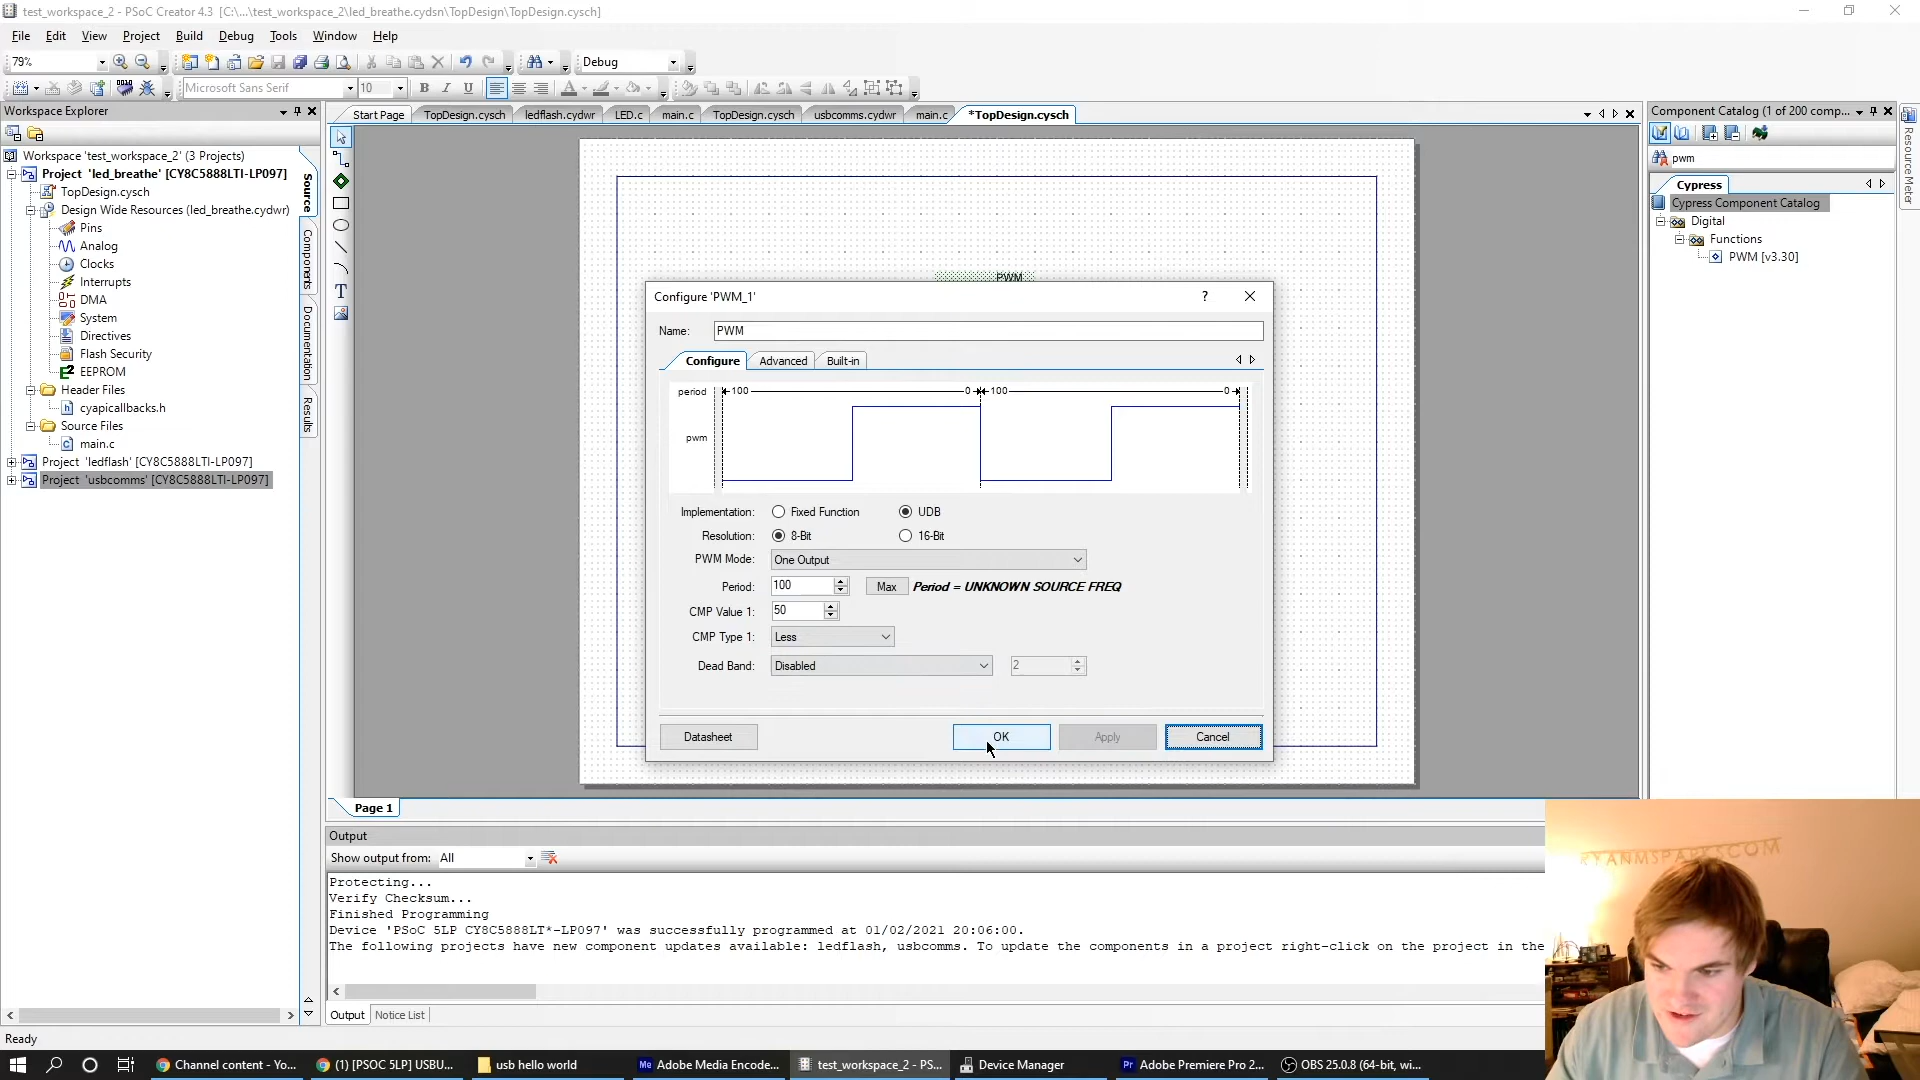 test_workspace_2 - PSoC Creator 4.3 [C:\...\test_workspace_2\led_breathe.cydsn\TopDesign\TopDesign.cysch]
File Edit View Project Build Debug Tools Window Help
79% Debug
Microsoft Sans Serif 10
Workspace Explorer
Start Page TopDesign.cysch ledflash.cydwr LED.c main.c TopDesign.cysch usbcomms.cydwr main.c *TopDesign.cysch
Component Catalog (1 of 200 comp...
pwm
Cypress
Cypress Component Catalog
Digital
Functions
PWM [v3.30]
Resource Meter
Workspace 'test_workspace_2' (3 Projects)
Project 'led_breathe' [CY8C5888LTI-LP097]
TopDesign.cysch
Design Wide Resources (led_breathe.cydwr)
Pins
Analog
Clocks
Interrupts
DMA
System
Directives
Flash Security
EEPROM
Header Files
cyapicallbacks.h
Source Files
main.c
Project 'ledflash' [CY8C5888LTI-LP097]
Project 'usbcomms' [CY8C5888LTI-LP097]
Source
Components
Documentation
Results
PWM
Configure 'PWM_1'
Name: PWM
Configure Advanced Built-in
period 100 0 100 0
pwm
Implementation: Fixed Function UDB
Resolution: 8-Bit 16-Bit
PWM Mode: One Output
Period: 100 Max Period = UNKNOWN SOURCE FREQ
CMP Value 1: 50
CMP Type 1: Less
Dead Band: Disabled 2
Datasheet OK Apply Cancel
Page 1
Output
Show output from: All
Protecting...
Verify Checksum...
Finished Programming
Device 'PSoC 5LP CY8C5888LT*-LP097' was successfully programmed at 01/02/2021 20:06:00.
The following projects have new component updates available: ledflash, usbcomms. To update the components in a project right-click on the project in the
Output Notice List
Ready
RYANMSPARKSCOM
Channel content - Yo... (1) [PSOC 5LP] USBU... usb hello world Adobe Media Encode... test_workspace_2 - PS... Device Manager Adobe Premiere Pro 2... OBS 25.0.8 (64-bit, wi...